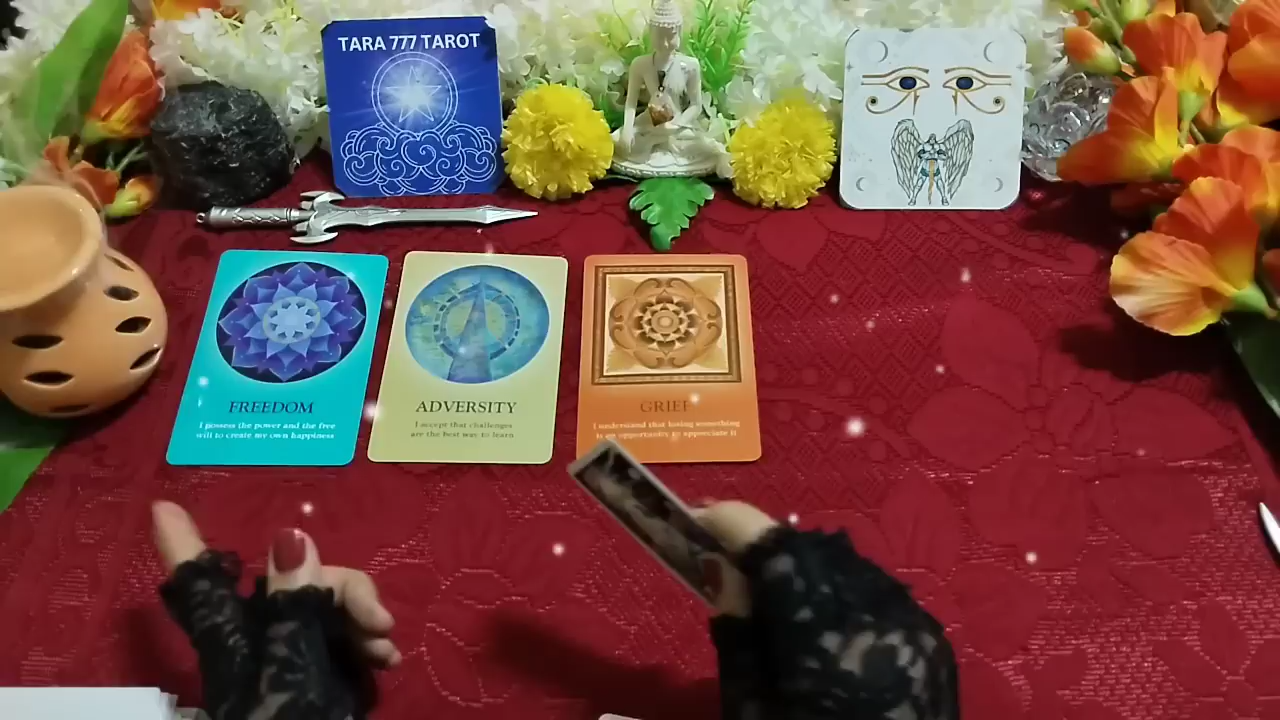 TARA 777 TAROT
FREEDOM
I possess the power and the free
will to create my own happiness
ADVERSITY
I accept that challenges
are the best way to learn
GRIEF
I understand that losing something
is an opportunity to appreciate it